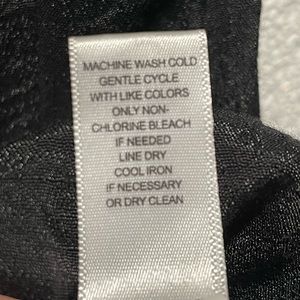 MACHINE WASH COLD
GENTLE CYCLE
WITH LIKE COLORS
ONLY NON-
CHLORINE BLEACH
IF NEEDED
LINE DRY
COOL IRON
IF NECESSARY
OR DRY CLEAN